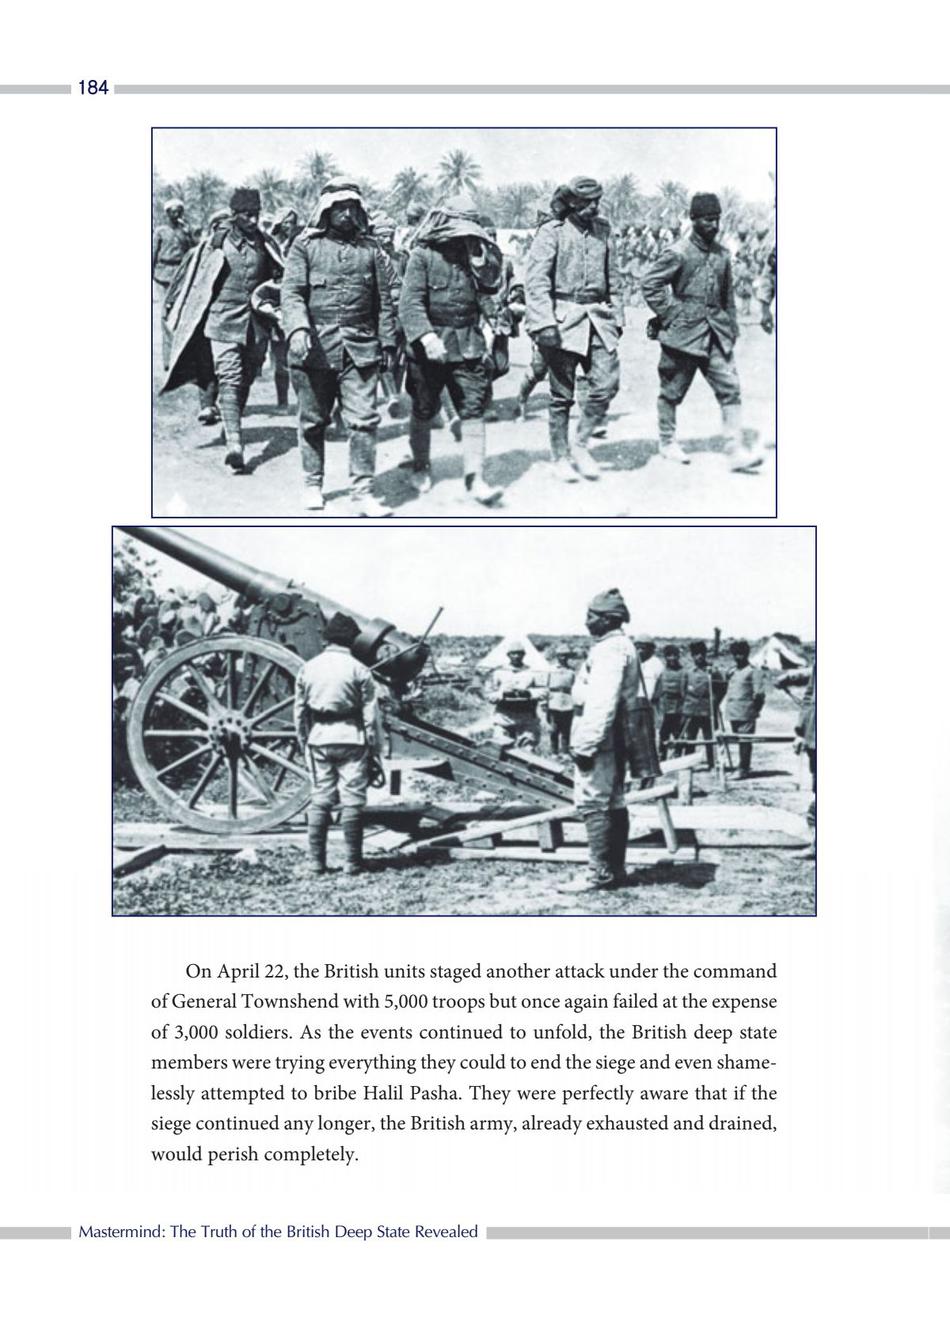 184
On April 22, the British units staged another attack under the command
of General Townshend with 5,000 troops but once again failed at the expense
of 3,000 soldiers. As the events continued to unfold, the British deep state
members were trying everything they could to end the siege and even shame-
lessly attempted to bribe Halil Pasha. They were perfectly aware that if the
siege continued any longer, the British army, already exhausted and drained,
would perish completely.
Mastermind: The Truth of the British Deep State Revealed